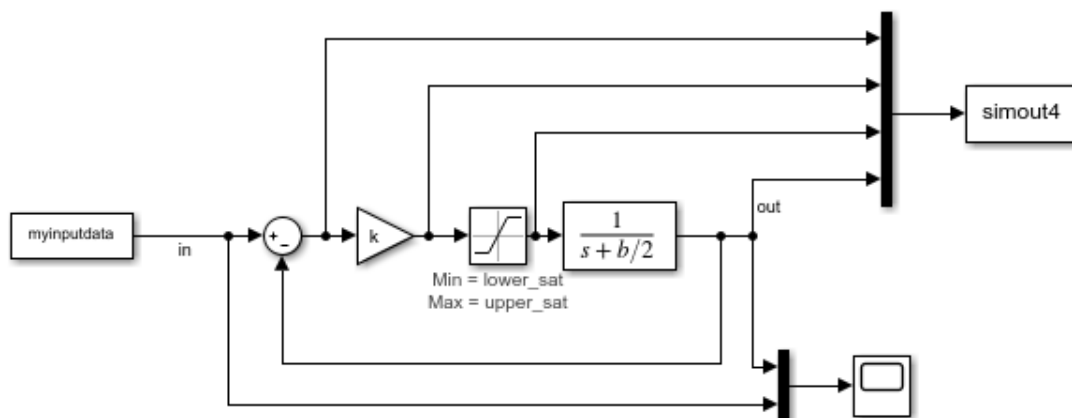 simout4
myinputdata
in
+
−
k
1
s + b/2
out
Min = lower_sat
Max = upper_sat